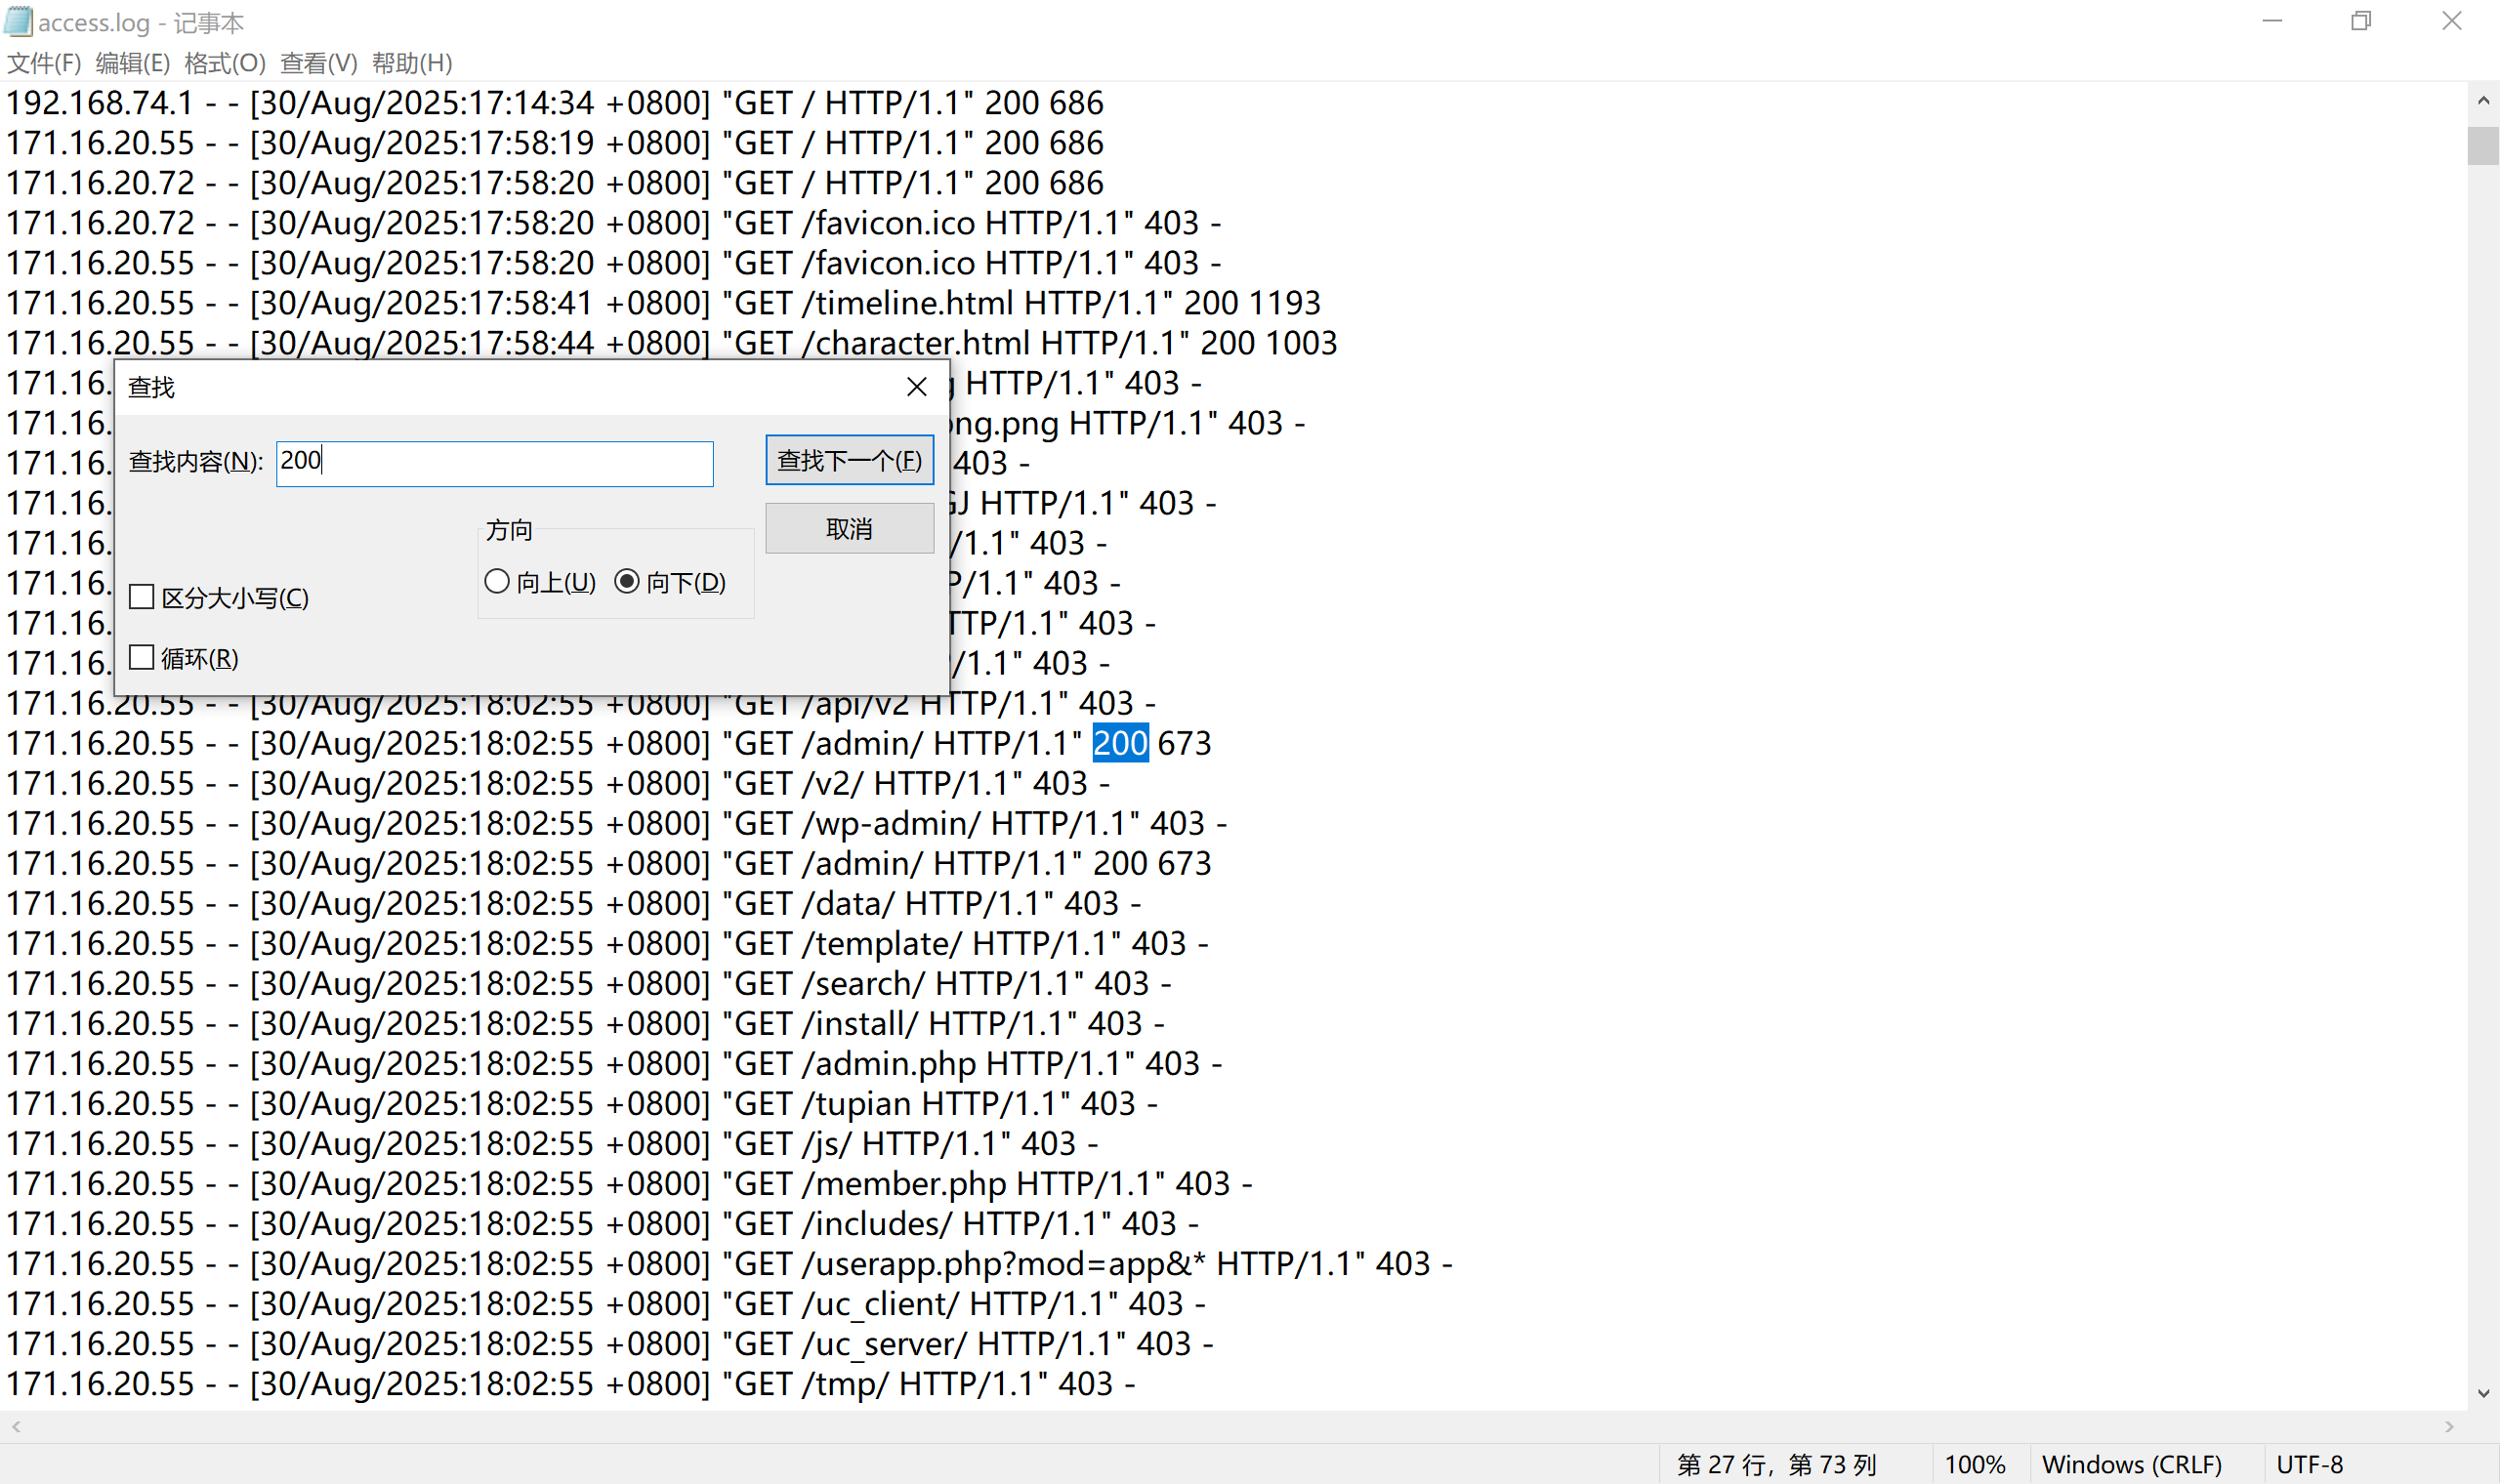 access.log - 记事本
文件(F) 编辑(E) 格式(O) 查看(V) 帮助(H)
192.168.74.1 - - [30/Aug/2025:17:14:34 +0800] "GET / HTTP/1.1" 200 686
171.16.20.55 - - [30/Aug/2025:17:58:19 +0800] "GET / HTTP/1.1" 200 686
171.16.20.72 - - [30/Aug/2025:17:58:20 +0800] "GET / HTTP/1.1" 200 686
171.16.20.72 - - [30/Aug/2025:17:58:20 +0800] "GET /favicon.ico HTTP/1.1" 403 -
171.16.20.55 - - [30/Aug/2025:17:58:20 +0800] "GET /favicon.ico HTTP/1.1" 403 -
171.16.20.55 - - [30/Aug/2025:17:58:41 +0800] "GET /timeline.html HTTP/1.1" 200 1193
171.16.20.55 - - [30/Aug/2025:17:58:44 +0800] "GET /character.html HTTP/1.1" 200 1003
171.16. HTTP/1.1" 403 -
171.16. ong.png HTTP/1.1" 403 -
171.16. 403 -
171.16. HTTP/1.1" 403 -
171.16. /1.1" 403 -
171.16. P/1.1" 403 -
171.16. TTP/1.1" 403 -
171.16. /1.1" 403 -
查找
查找内容(N): 200
查找下一个(F)
取消
方向
向上(U) 向下(D)
区分大小写(C)
循环(R)
171.16.20.55 - - [30/Aug/2025:18:02:55 +0800] "GET /api/v2 HTTP/1.1" 403 -
171.16.20.55 - - [30/Aug/2025:18:02:55 +0800] "GET /admin/ HTTP/1.1" 200 673
171.16.20.55 - - [30/Aug/2025:18:02:55 +0800] "GET /v2/ HTTP/1.1" 403 -
171.16.20.55 - - [30/Aug/2025:18:02:55 +0800] "GET /wp-admin/ HTTP/1.1" 403 -
171.16.20.55 - - [30/Aug/2025:18:02:55 +0800] "GET /admin/ HTTP/1.1" 200 673
171.16.20.55 - - [30/Aug/2025:18:02:55 +0800] "GET /data/ HTTP/1.1" 403 -
171.16.20.55 - - [30/Aug/2025:18:02:55 +0800] "GET /template/ HTTP/1.1" 403 -
171.16.20.55 - - [30/Aug/2025:18:02:55 +0800] "GET /search/ HTTP/1.1" 403 -
171.16.20.55 - - [30/Aug/2025:18:02:55 +0800] "GET /install/ HTTP/1.1" 403 -
171.16.20.55 - - [30/Aug/2025:18:02:55 +0800] "GET /admin.php HTTP/1.1" 403 -
171.16.20.55 - - [30/Aug/2025:18:02:55 +0800] "GET /tupian HTTP/1.1" 403 -
171.16.20.55 - - [30/Aug/2025:18:02:55 +0800] "GET /js/ HTTP/1.1" 403 -
171.16.20.55 - - [30/Aug/2025:18:02:55 +0800] "GET /member.php HTTP/1.1" 403 -
171.16.20.55 - - [30/Aug/2025:18:02:55 +0800] "GET /includes/ HTTP/1.1" 403 -
171.16.20.55 - - [30/Aug/2025:18:02:55 +0800] "GET /userapp.php?mod=app&* HTTP/1.1" 403 -
171.16.20.55 - - [30/Aug/2025:18:02:55 +0800] "GET /uc_client/ HTTP/1.1" 403 -
171.16.20.55 - - [30/Aug/2025:18:02:55 +0800] "GET /uc_server/ HTTP/1.1" 403 -
171.16.20.55 - - [30/Aug/2025:18:02:55 +0800] "GET /tmp/ HTTP/1.1" 403 -
第 27 行，第 73 列 100% Windows (CRLF) UTF-8